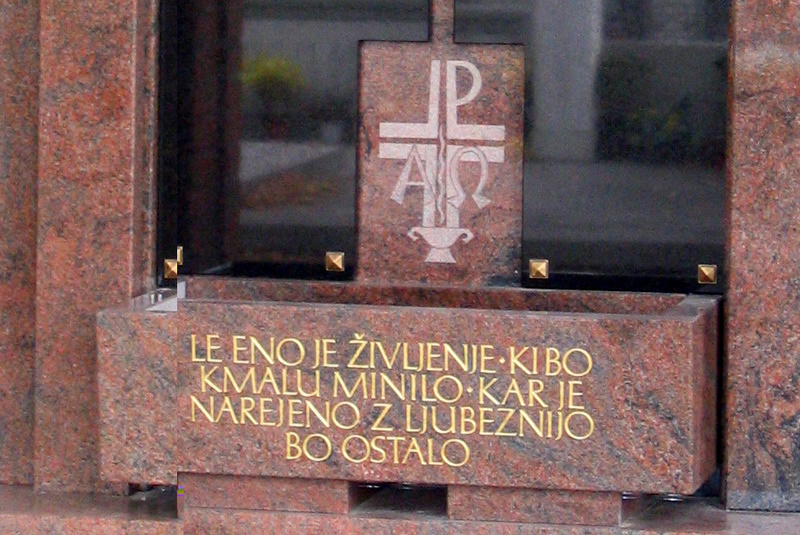 P
A Ω
LE ENO JE ŽIVLJENJE·KI BO
KMALU MINILO·KAR JE
NAREJENO Z LJUBEZNIJO
BO OSTALO